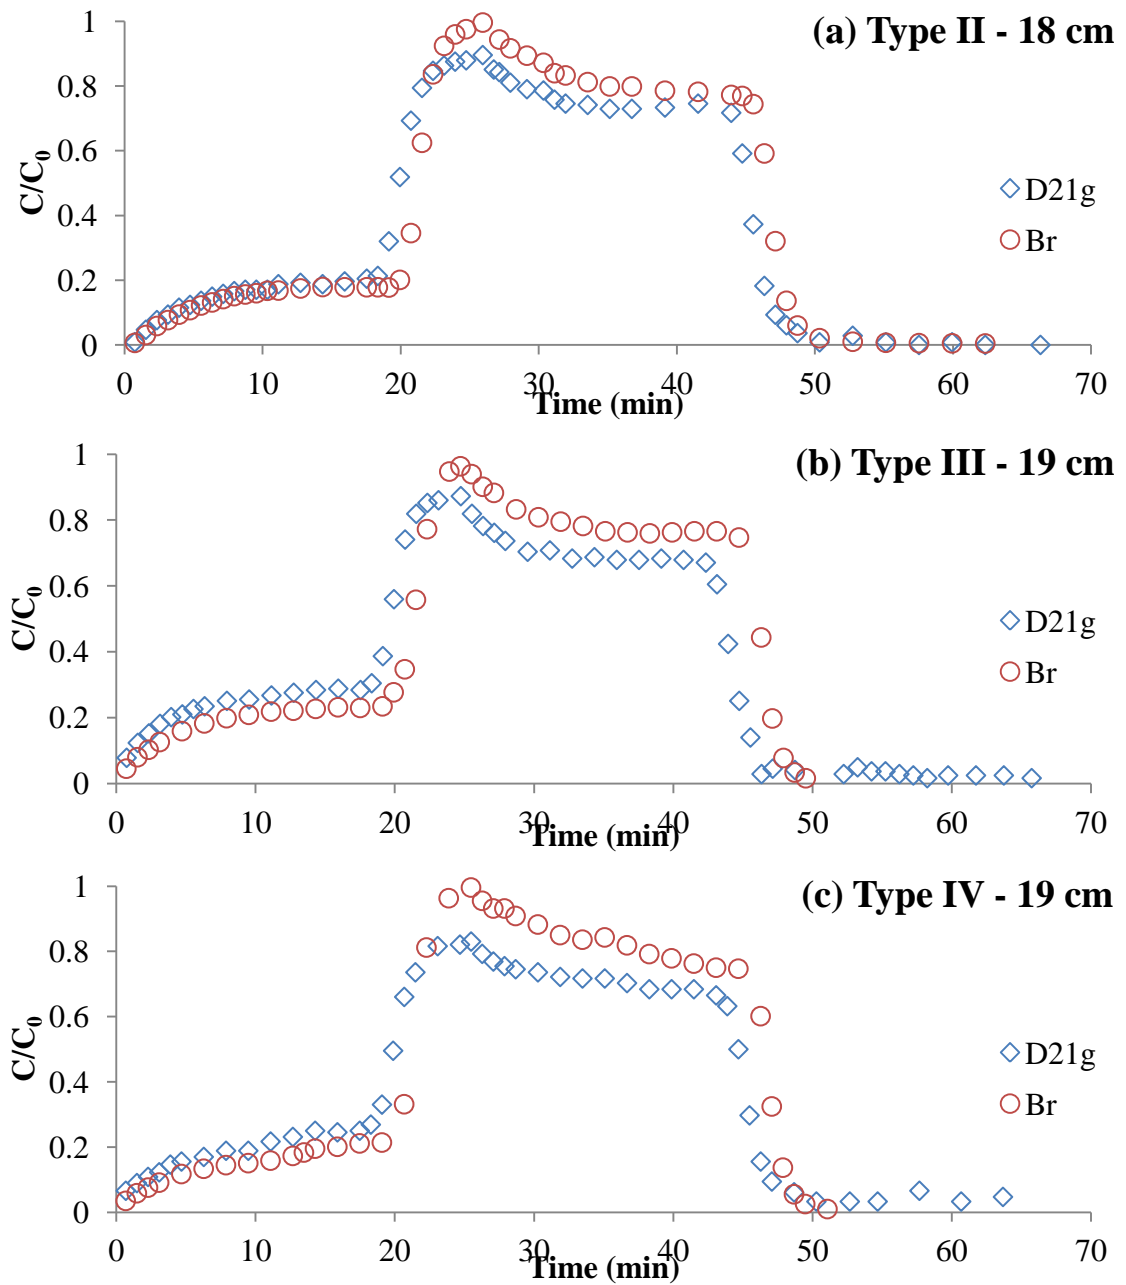 (a) Type II - 18 cm
1
0.8
0.6
0.4
0.2
0
C/C0
D21g
Br
0 10 20 30 40 50 60 70
Time (min)
(b) Type III - 19 cm
1
0.8
0.6
0.4
0.2
0
C/C0
D21g
Br
0 10 20 30 40 50 60 70
Time (min)
(c) Type IV - 19 cm
1
0.8
0.6
0.4
0.2
0
C/C0
D21g
Br
0 10 20 30 40 50 60 70
Time (min)